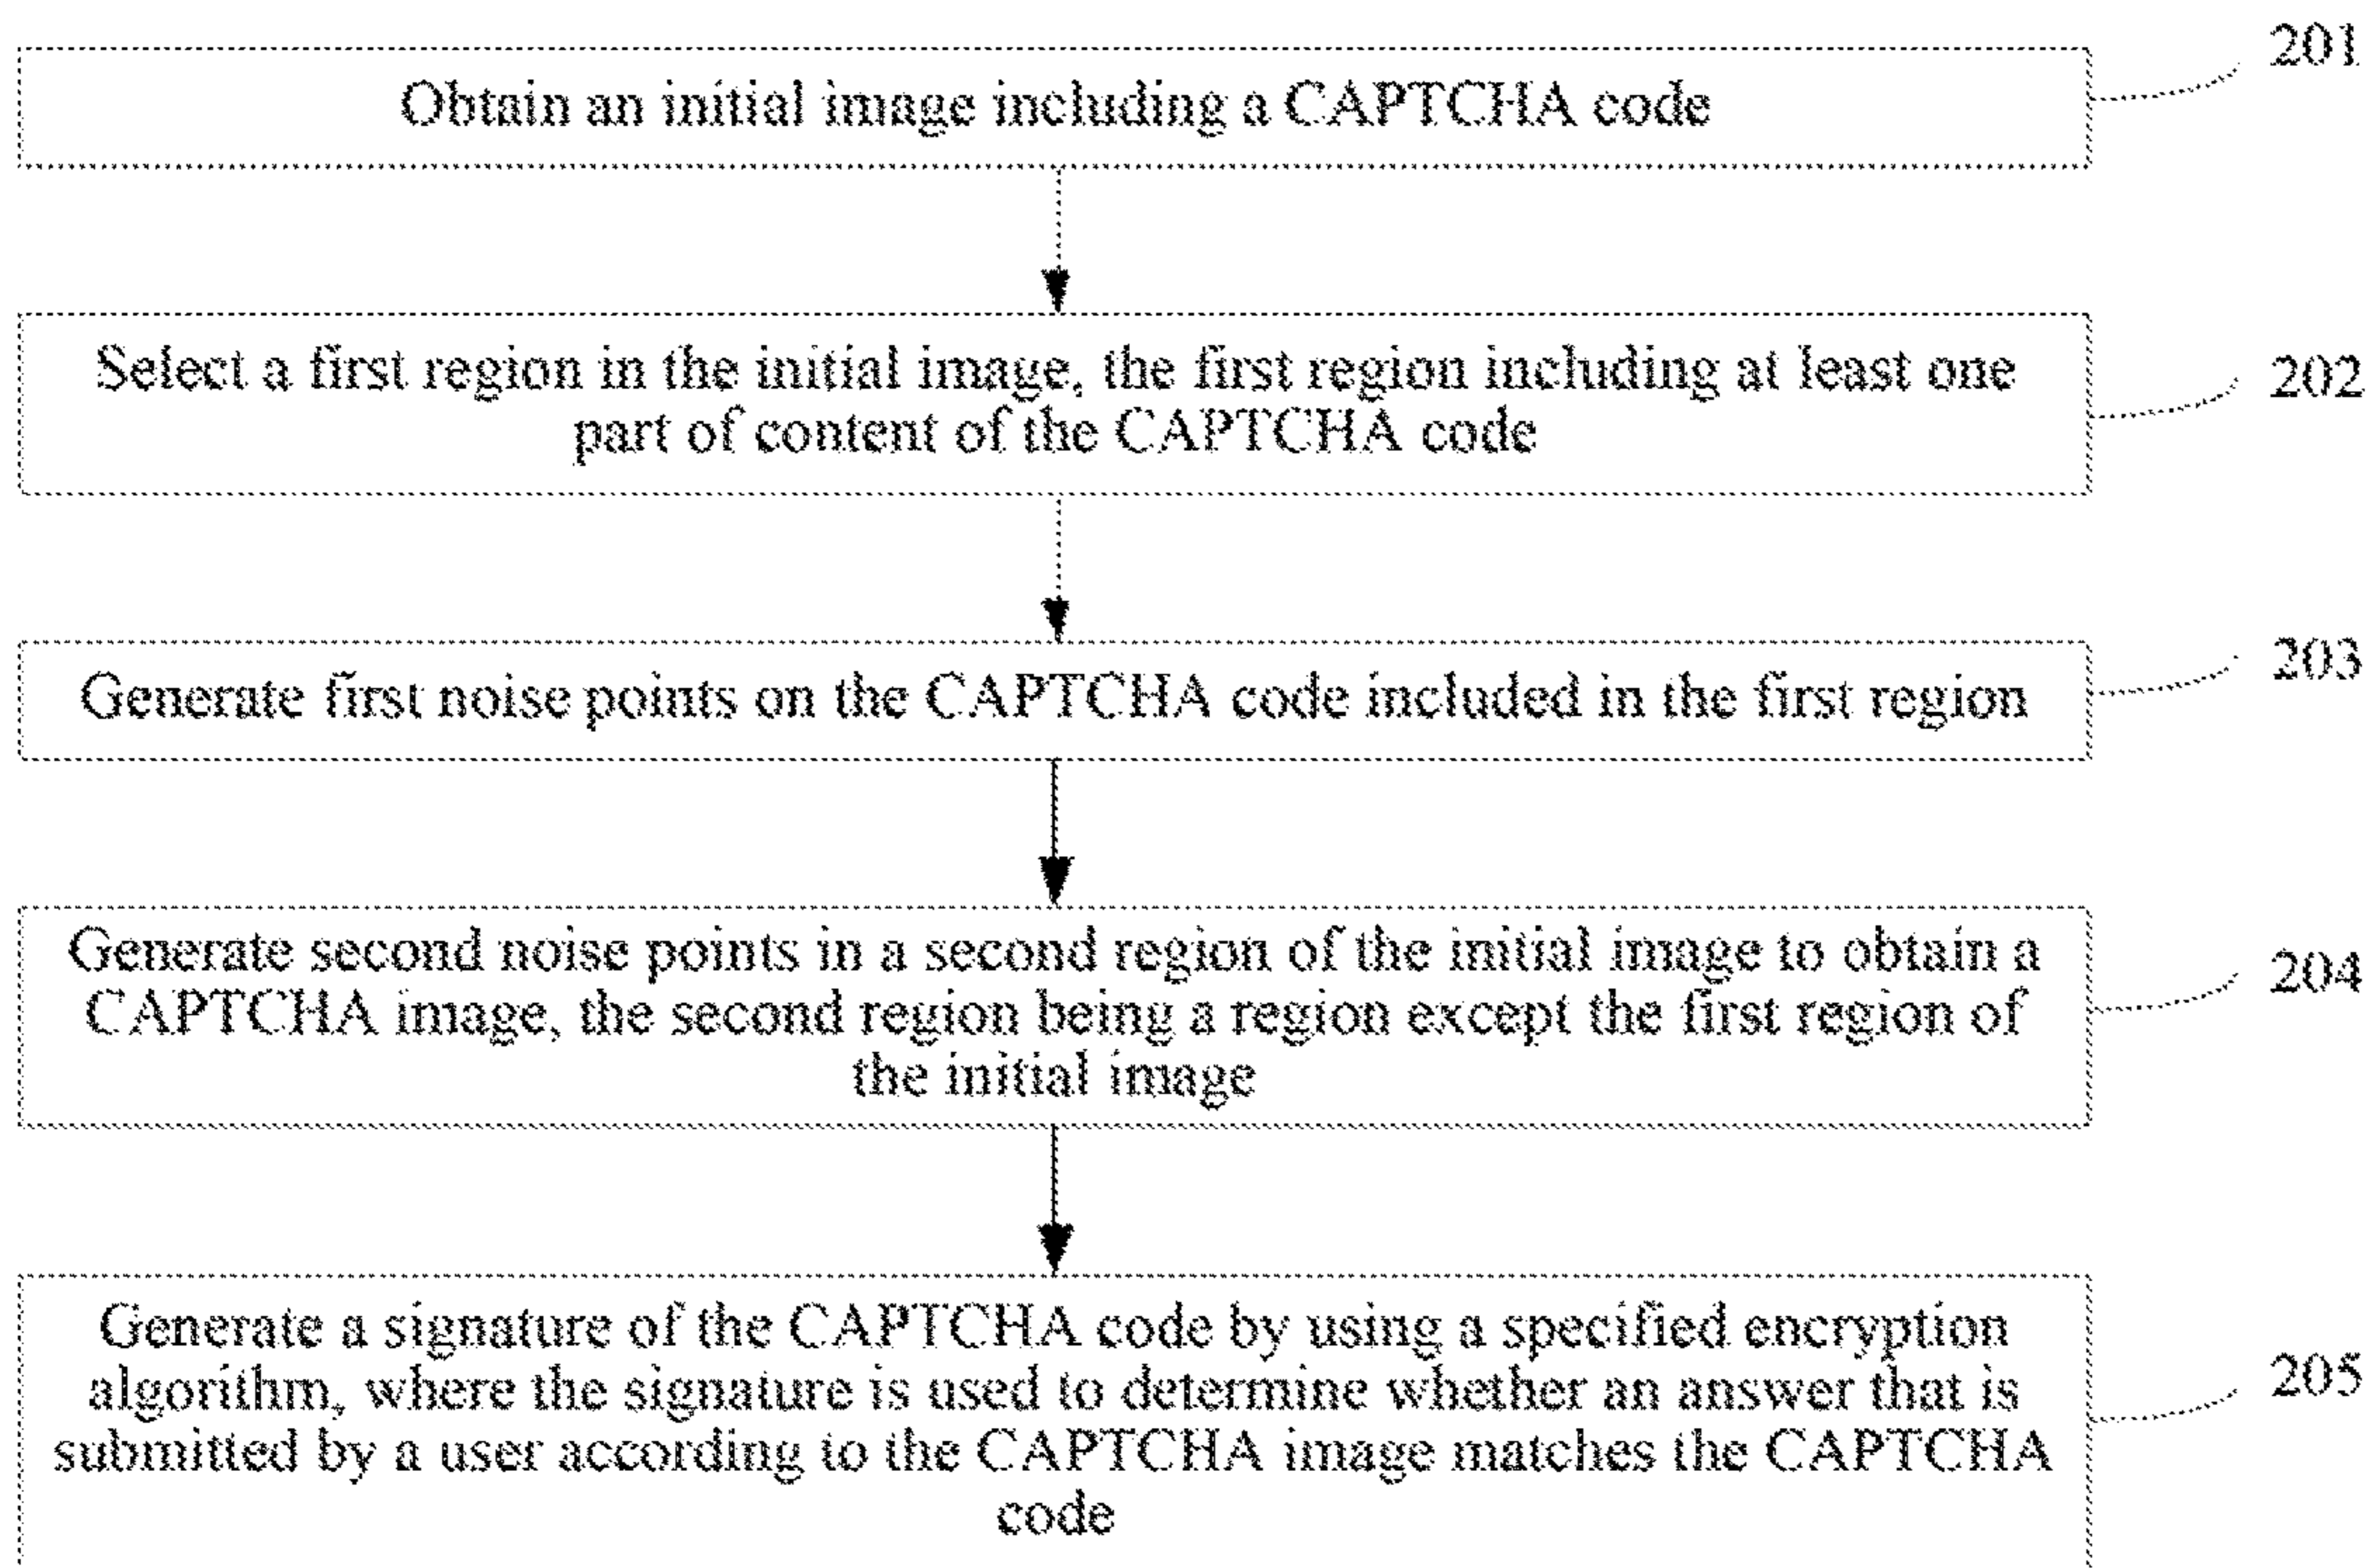 201
Obtain an initial image including a CAPTCHA code
Select a first region in the initial image, the first region including at least one
part of content of the CAPTCHA code
202
203
Generate first noise points on the CAPTCHA code included in the first region
Generate second noise points in a second region of the initial image to obtain a
CAPTCHA image, the second region being a region except the first region of
the initial image
204
Generate a signature of the CAPTCHA code by using a specified encryption
algorithm, where the signature is used to determine whether an answer that is
submitted by a user according to the CAPTCHA image matches the CAPTCHA
code
205